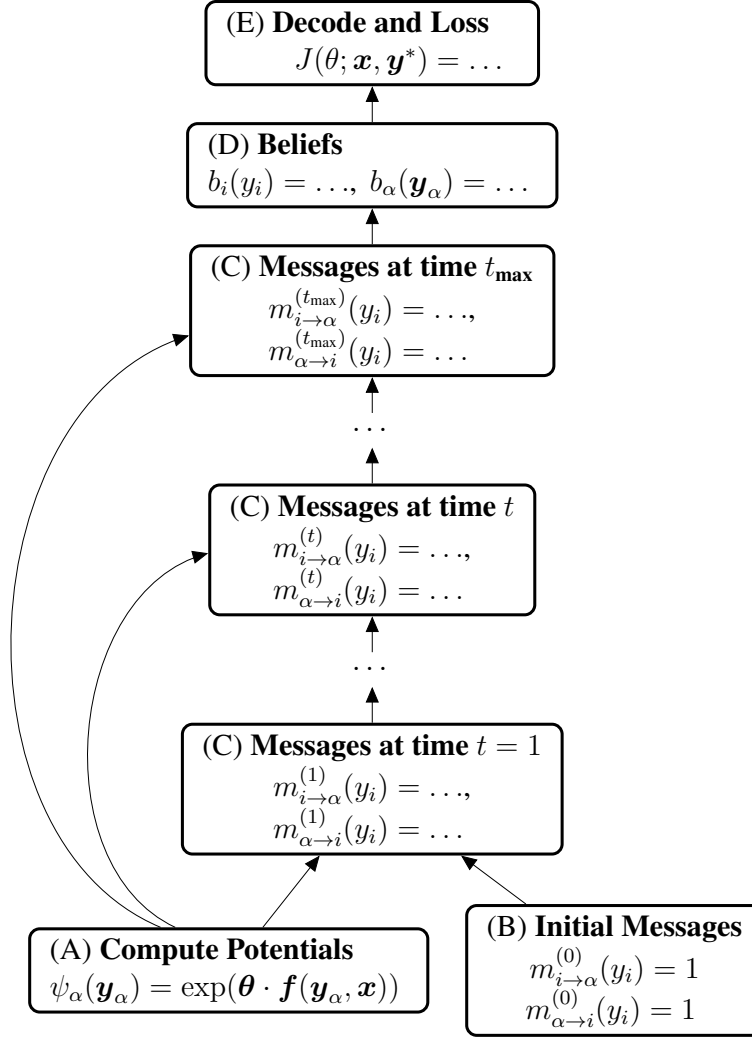 (E) Decode and Loss
J(θ; x, y*) = ...
(D) Beliefs
b_i(y_i) = ..., b_α(y_α) = ...
(C) Messages at time t_max
m_{i→α}^{(t_max)}(y_i) = ...,
m_{α→i}^{(t_max)}(y_i) = ...
...
(C) Messages at time t
m_{i→α}^{(t)}(y_i) = ...,
m_{α→i}^{(t)}(y_i) = ...
...
(C) Messages at time t = 1
m_{i→α}^{(1)}(y_i) = ...,
m_{α→i}^{(1)}(y_i) = ...
(A) Compute Potentials
ψ_α(y_α) = exp(θ · f(y_α, x))
(B) Initial Messages
m_{i→α}^{(0)}(y_i) = 1
m_{α→i}^{(0)}(y_i) = 1